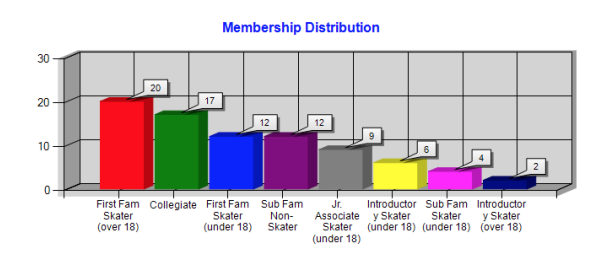 Membership Distribution
30
20
10
0
20
17
12
12
9
6
4
2
First Fam
Skater
(over 18)
Collegiate
First Fam
Skater
(under 18)
Sub Fam
Non-
Skater
Jr.
Associate
Skater
(under 18)
Introductor
y Skater
(under 18)
Sub Fam
Skater
(under 18)
Introductor
y Skater
(over 18)